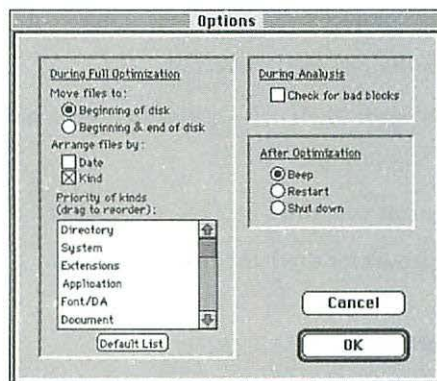 Options
During Full Optimization
Move files to:
Beginning of disk
Beginning & end of disk
Arrange files by:
Date
Kind
Priority of kinds
(drag to reorder):
Directory
System
Extensions
Application
Font/DA
Document
Default List
During Analysis
Check for bad blocks
After Optimization
Beep
Restart
Shut down
Cancel
OK